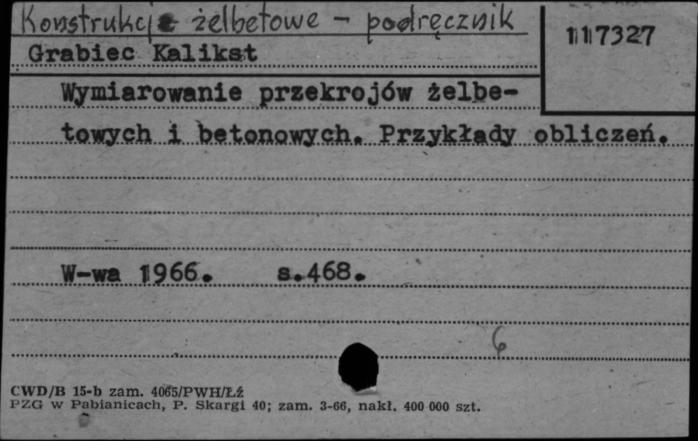 Konstrukcje żelbetowe - podręcznik
117327
Grabiec Kalikst
Wymiarowanie przekrojów żelbe-
towych i betonowych. Przykłady obliczeń.
W-wa 1966. s.468.
6
CWD/B 15-b zam. 4065/PWH/Łź
PZG w Pabianicach, P. Skargi 40; zam. 3-66, nakł. 400 000 szt.